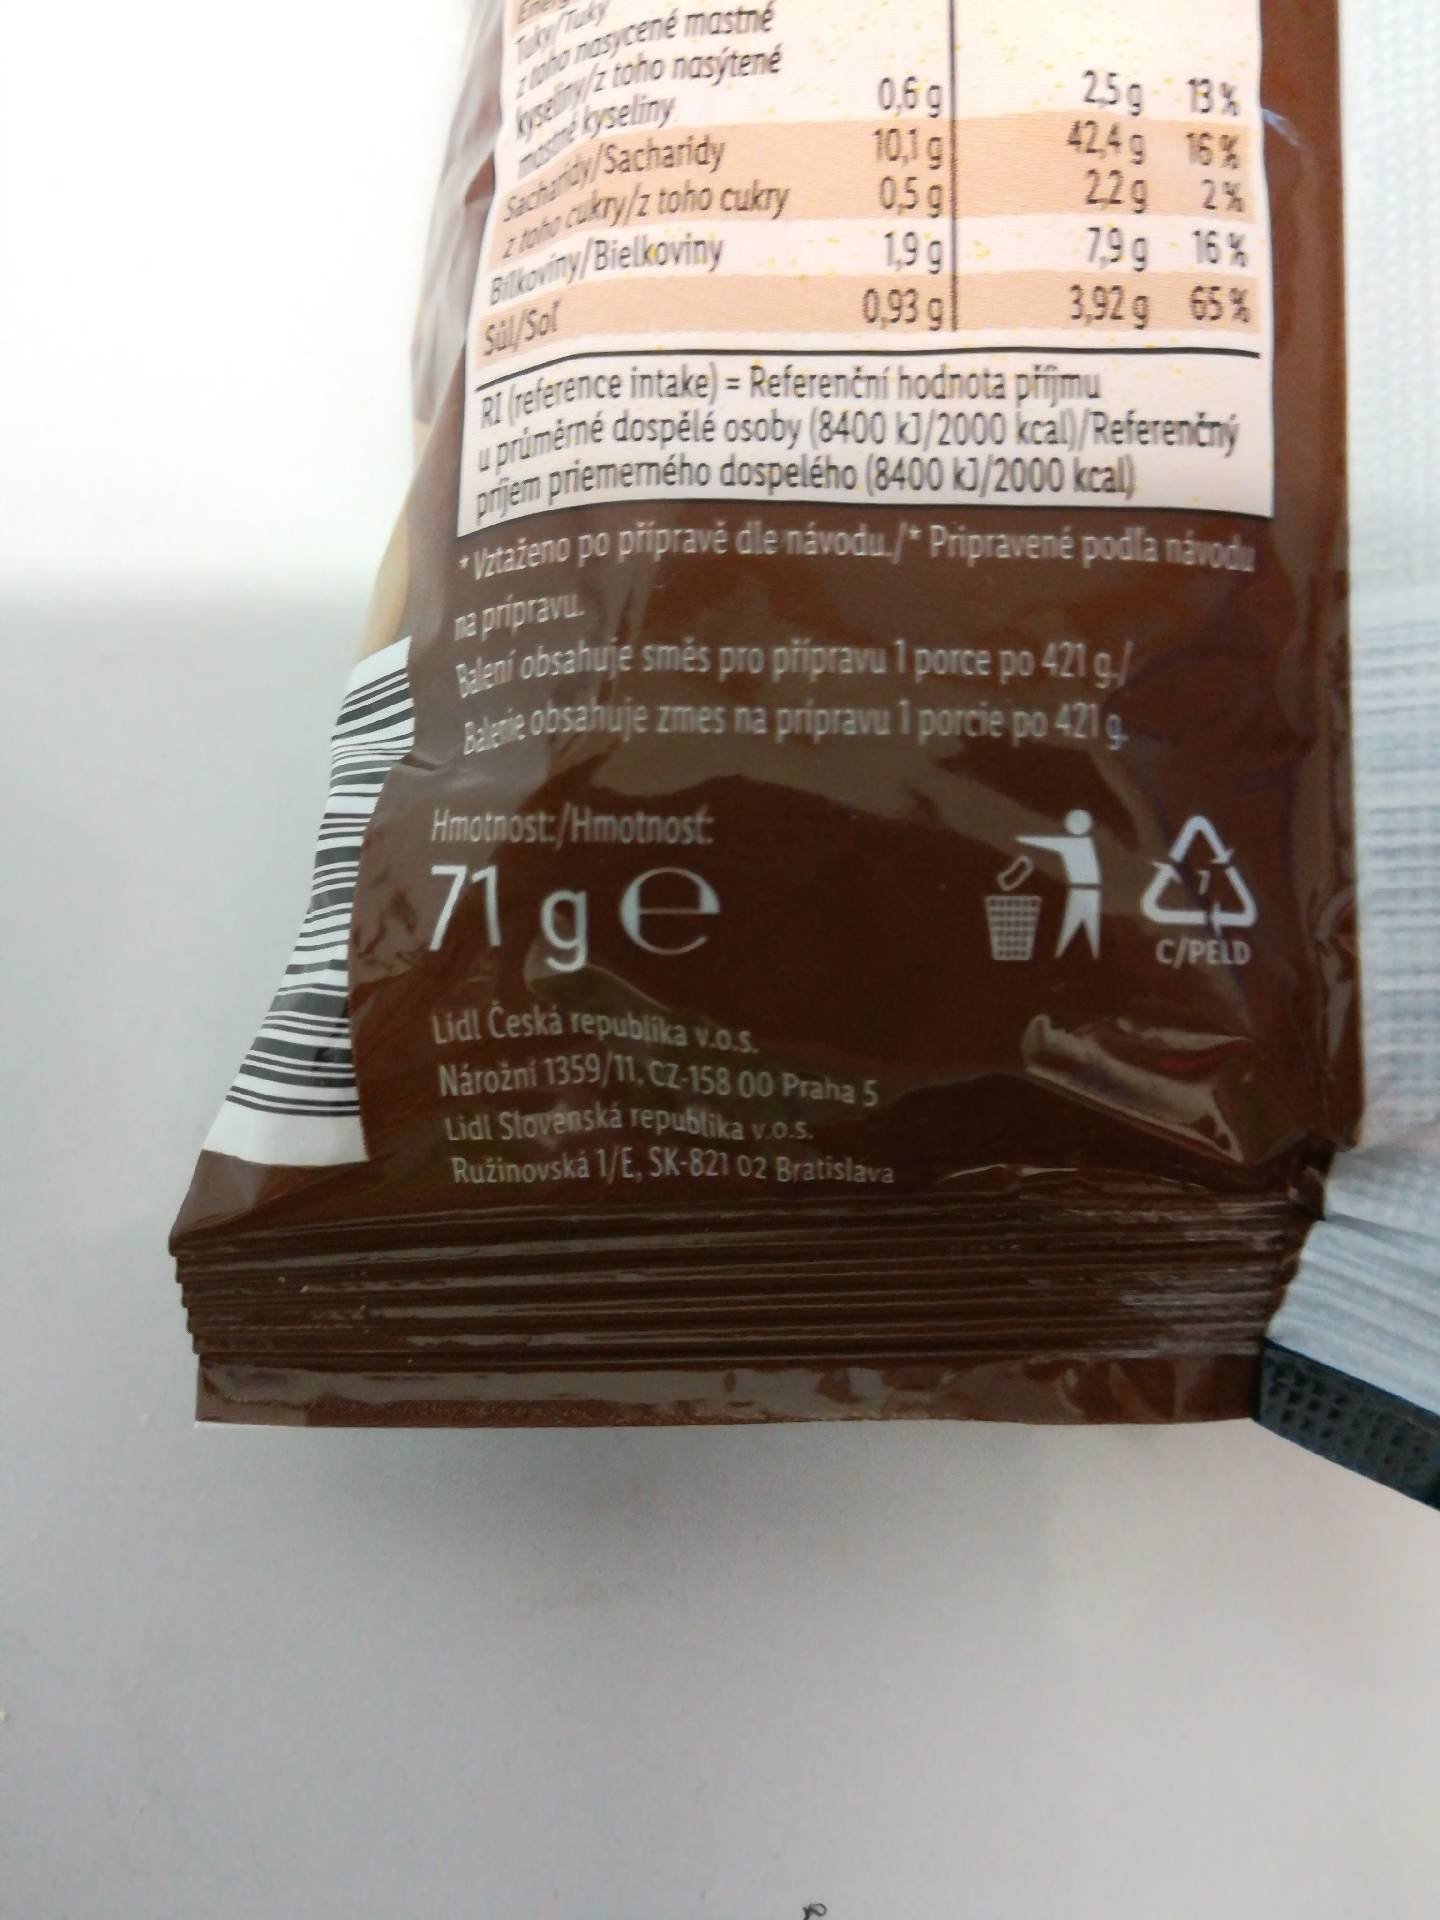 Tuky/Tuky
z toho nasycené mastné
kyseliny/z toho nasýtené
mastné kyseliny 0,6 g 2,5 g 13 %
Sacharidy/Sacharidy 10,1 g 42,4 g 16 %
z toho cukry/z toho cukry 0,5 g 2,2 g 2 %
Bílkoviny/Bielkoviny 1,9 g 7,9 g 16 %
Sůl/Soľ 0,93 g 3,92 g 65 %
RI (reference intake) = Referenční hodnota příjmu
u průměrné dospělé osoby (8400 kJ/2000 kcal)/Referenčný
príjem priemerného dospelého (8400 kJ/2000 kcal)
* Vztaženo po přípravě dle návodu./* Pripravené podľa návodu
na prípravu.
Balení obsahuje směs pro přípravu 1 porce po 421 g./
Balenie obsahuje zmes na prípravu 1 porcie po 421 g.
Hmotnost:/Hmotnosť:
71 g e
7
C/PELD
Lidl Česká republika v.o.s.
Nárožní 1359/11, CZ-158 00 Praha 5
Lidl Slovenská republika v.o.s.
Ružinovská 1/E, SK-821 02 Bratislava